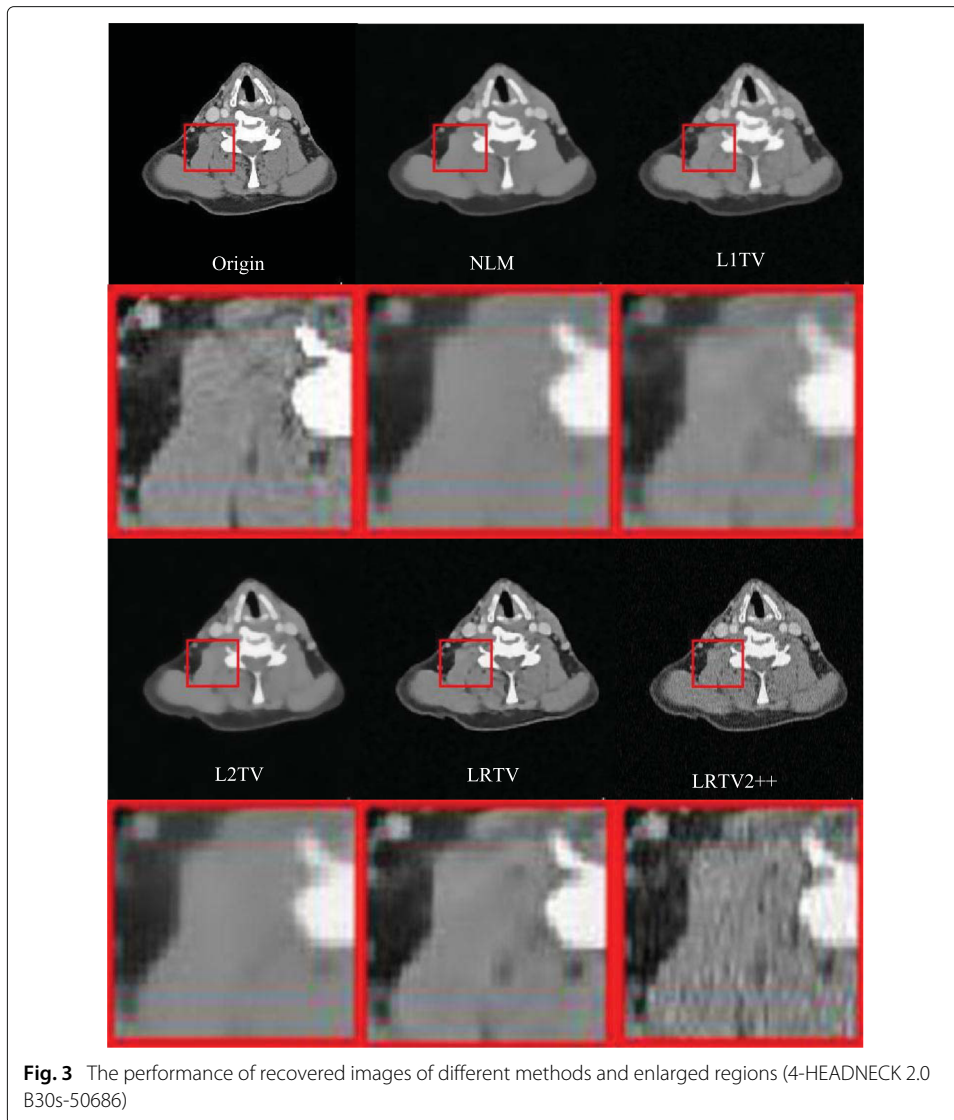 Origin
NLM
L1TV
L2TV
LRTV
LRTV2++
Fig. 3 The performance of recovered images of different methods and enlarged regions (4-HEADNECK 2.0
B30s-50686)